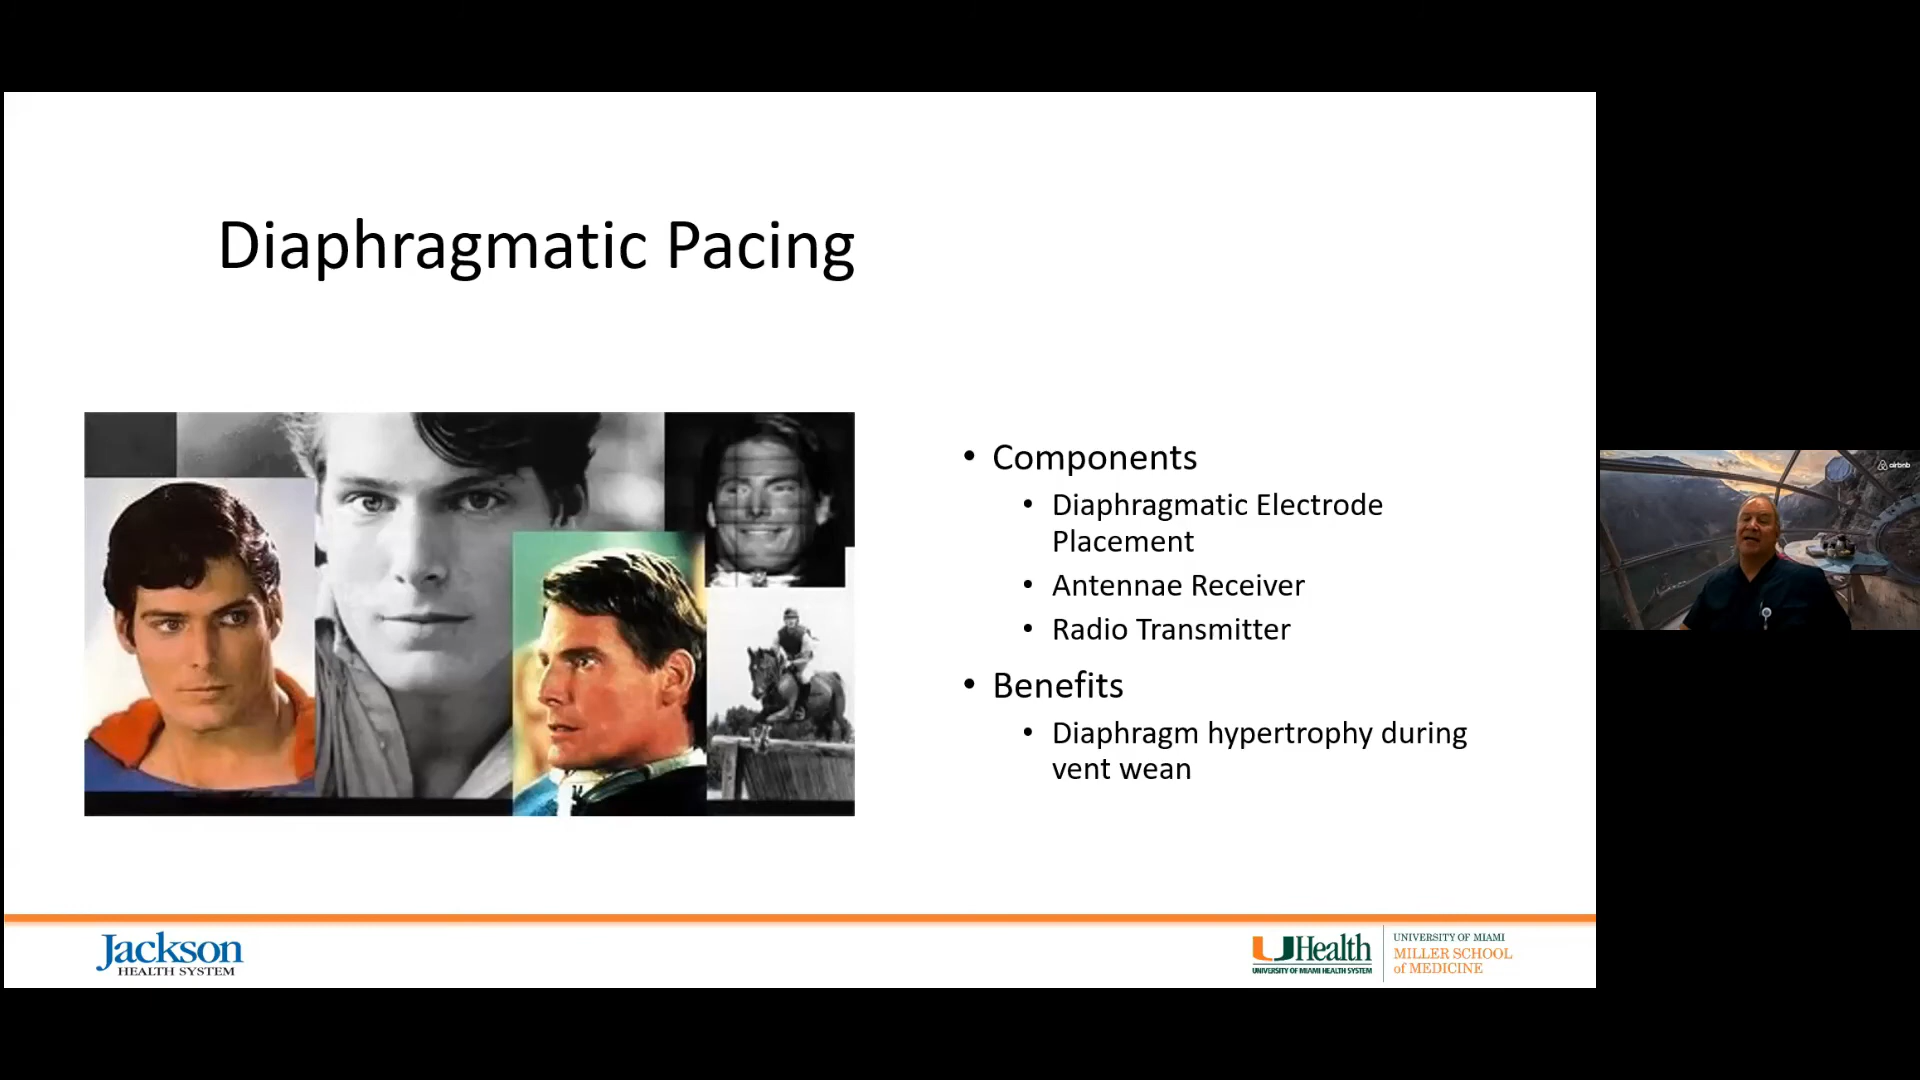 Diaphragmatic Pacing
• Components
• Diaphragmatic Electrode
Placement
• Antennae Receiver
• Radio Transmitter
• Benefits
• Diaphragm hypertrophy during
vent wean
airbnb
Jackson
HEALTH SYSTEM
UHealth
UNIVERSITY OF MIAMI HEALTH SYSTEM
UNIVERSITY OF MIAMI
MILLER SCHOOL
of MEDICINE